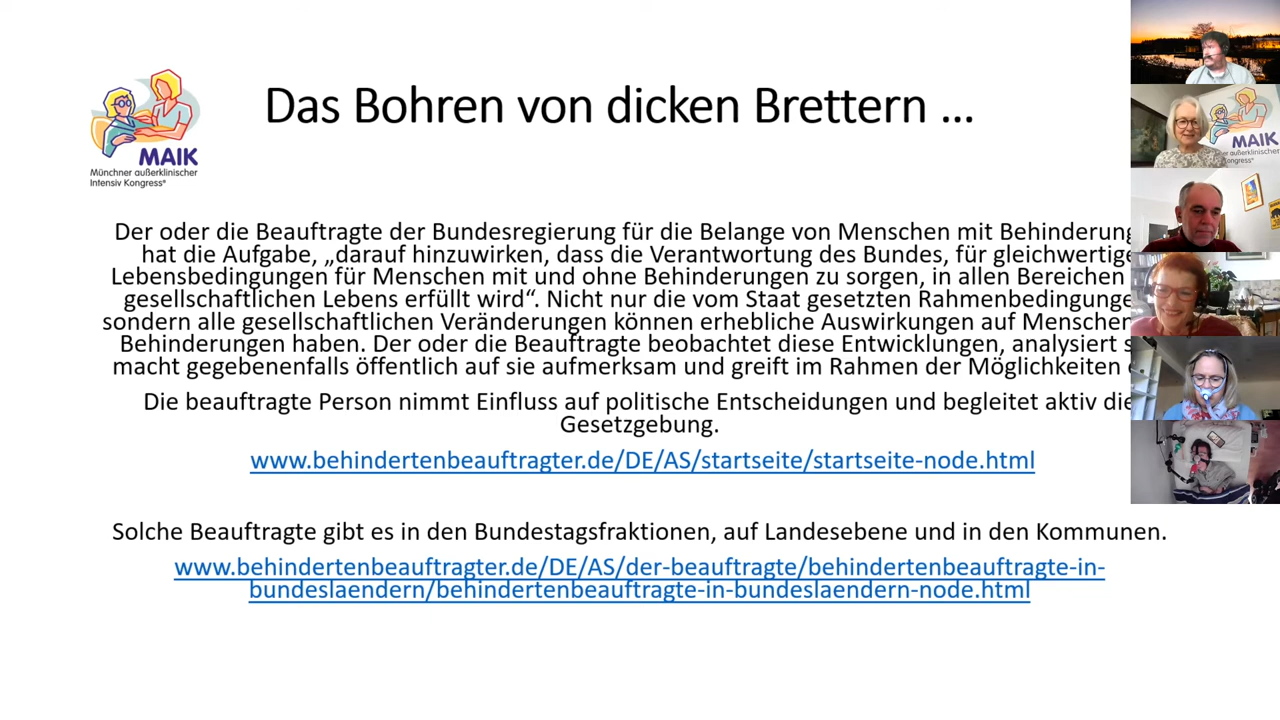 Das Bohren von dicken Brettern ...
MAIK
Münchner außerklinischer
Intensiv Kongress®
Der oder die Beauftragte der Bundesregierung für die Belange von Menschen mit Behinderung
hat die Aufgabe, „darauf hinzuwirken, dass die Verantwortung des Bundes, für gleichwertige
Lebensbedingungen für Menschen mit und ohne Behinderungen zu sorgen, in allen Bereichen
gesellschaftlichen Lebens erfüllt wird“. Nicht nur die vom Staat gesetzten Rahmenbedingunge
sondern alle gesellschaftlichen Veränderungen können erhebliche Auswirkungen auf Menschen
Behinderungen haben. Der oder die Beauftragte beobachtet diese Entwicklungen, analysiert s
macht gegebenenfalls öffentlich auf sie aufmerksam und greift im Rahmen der Möglichkeiten
Die beauftragte Person nimmt Einfluss auf politische Entscheidungen und begleitet aktiv die
Gesetzgebung.
www.behindertenbeauftragter.de/DE/AS/startseite/startseite-node.html
Solche Beauftragte gibt es in den Bundestagsfraktionen, auf Landesebene und in den Kommunen.
www.behindertenbeauftragter.de/DE/AS/der-beauftragte/behindertenbeauftragte-in-
bundeslaendern/behindertenbeauftragte-in-bundeslaendern-node.html
MAIK
ner außerklinischer
nsiv Kongress®